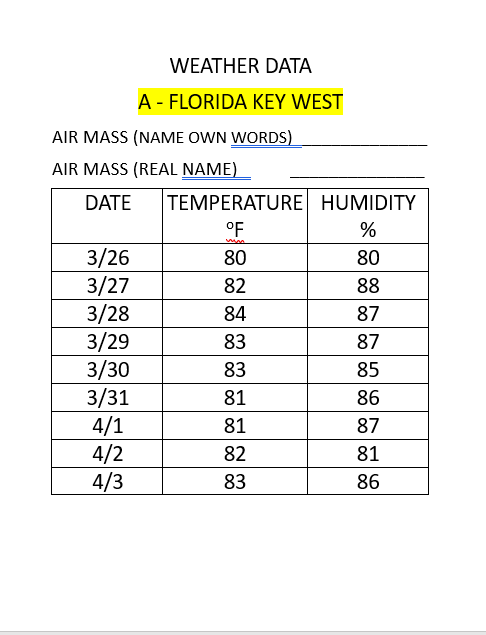 WEATHER DATA
A - FLORIDA KEY WEST
AIR MASS (NAME OWN WORDS)_______________
AIR MASS (REAL NAME) _______________
DATE TEMPERATURE HUMIDITY
ºF %
3/26 80 80
3/27 82 88
3/28 84 87
3/29 83 87
3/30 83 85
3/31 81 86
4/1 81 87
4/2 82 81
4/3 83 86